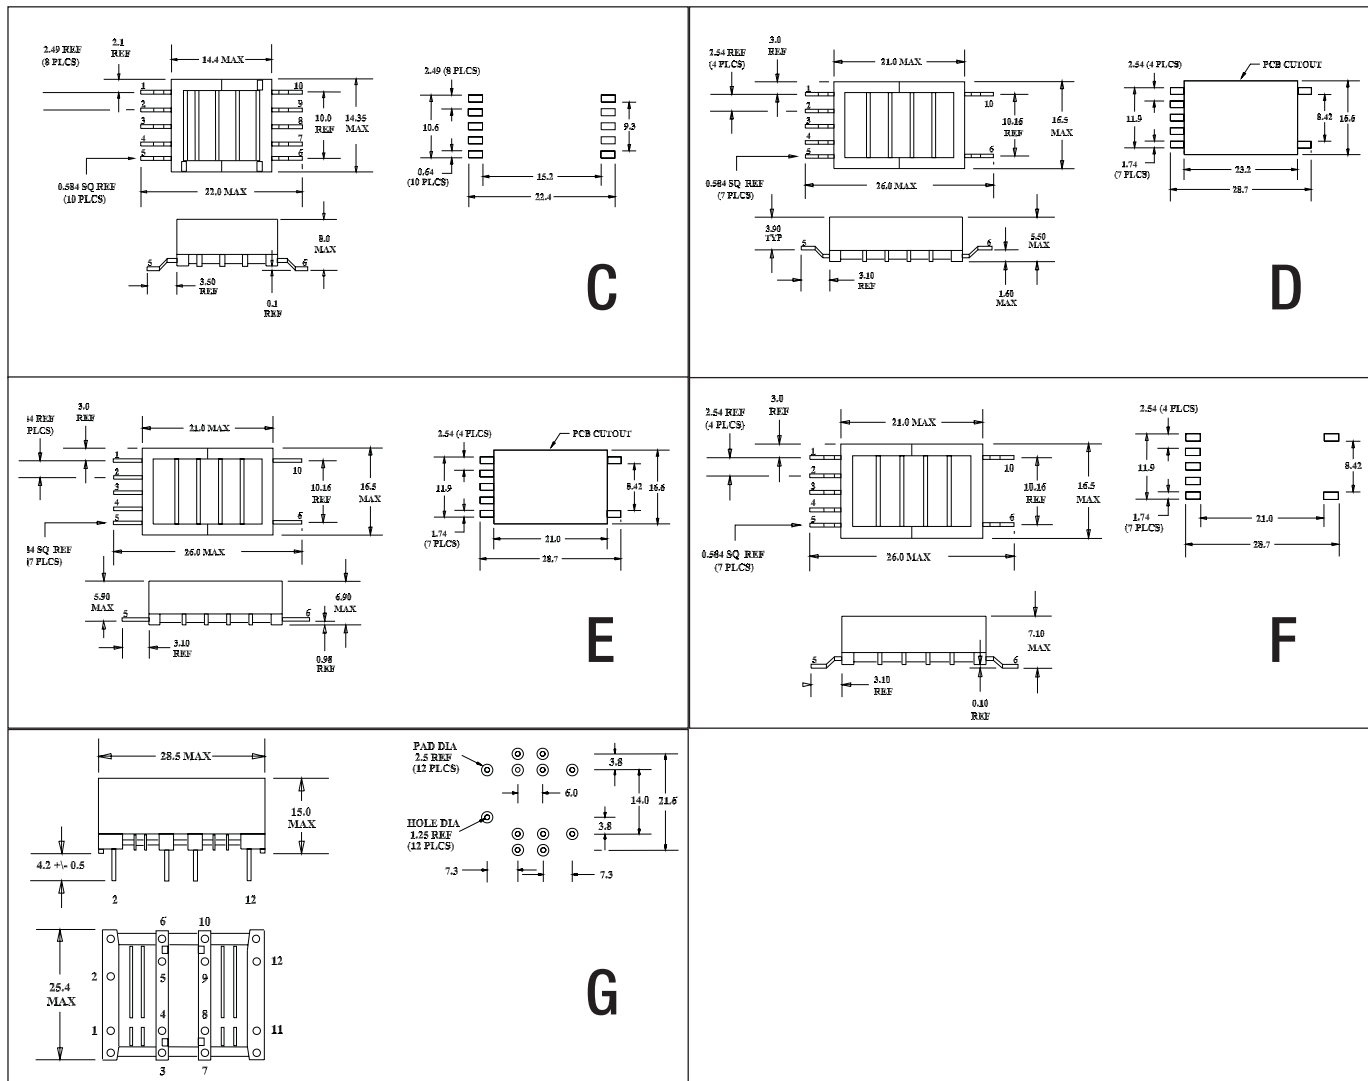 2.49 REF
(8 PLCS)
2.1
REF
14.4 MAX
1
2
3
4
5
10
9
8
7
6
10.0
REF
14.35
MAX
0.584 SQ REF
(10 PLCS)
22.0 MAX
8.0
MAX
5
6
3.50
REF
0.1
REF
2.49 (8 PLCS)
10.6
9.3
0.64
(10 PLCS)
15.2
22.4
C
2.54 REF
(4 PLCS)
3.0
REF
21.0 MAX
1
2
3
4
5
10
6
10.16
REF
16.5
MAX
0.584 SQ REF
(7 PLCS)
26.0 MAX
3.90
TYP
5
6
5.50
MAX
3.10
REF
1.60
MAX
2.54 (4 PLCS)
PCB CUTOUT
11.9
8.42
16.6
1.74
(7 PLCS)
23.2
28.7
D
4 REF
PLCS)
3.0
REF
21.0 MAX
1
2
3
4
5
10
6
10.16
REF
16.5
MAX
84 SQ REF
(7 PLCS)
26.0 MAX
5.90
MAX
5
6
6.90
MAX
3.10
REF
0.98
REF
2.54 (4 PLCS)
PCB CUTOUT
11.9
8.42
16.6
1.74
(7 PLCS)
21.0
28.7
E
2.54 REF
(4 PLCS)
3.0
REF
21.0 MAX
1
2
3
4
5
10
6
10.16
REF
16.5
MAX
0.584 SQ REF
(7 PLCS)
26.0 MAX
7.10
MAX
5
6
3.10
REF
0.10
REF
2.54 (4 PLCS)
11.9
8.42
1.74
(7 PLCS)
21.0
28.7
F
28.5 MAX
15.0
MAX
4.2 +\- 0.5
2
12
PAD DIA
2.5 REF
(12 PLCS)
3.8
6.0
14.0
21.6
HOLE DIA
1.25 REF
(12 PLCS)
3.8
7.3
7.3
6
10
25.4
MAX
2
5
9
12
4
8
1
11
3
7
G